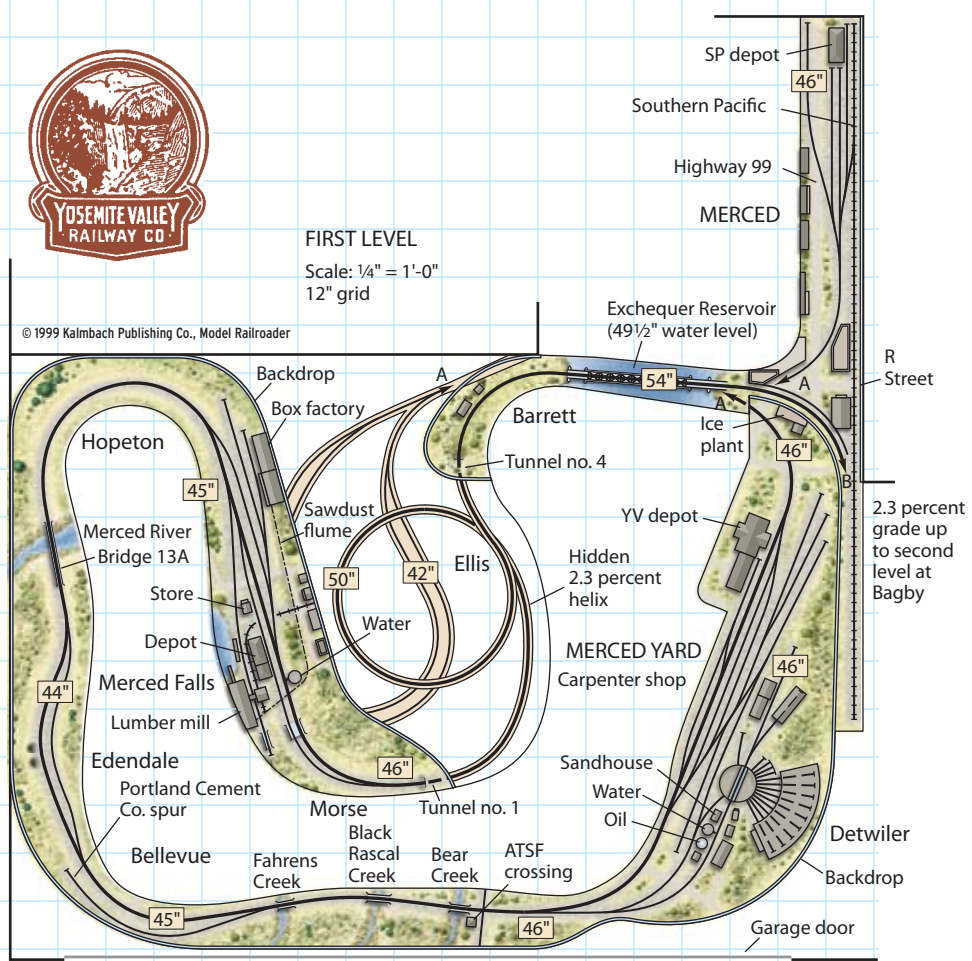 YOSEMITE VALLEY
RAILWAY CO.
FIRST LEVEL
Scale: ¼" = 1'-0"
12" grid
© 1999 Kalmbach Publishing Co., Model Railroader
SP depot
46"
Southern Pacific
Highway 99
MERCED
Exchequer Reservoir
(49½" water level)
R
Street
A
54"
A
A
Barrett
Ice
plant
46"
B
Backdrop
Box factory
Hopeton
Tunnel no. 4
45"
Sawdust
flume
YV depot
2.3 percent
grade up
to second
level at
Bagby
Merced River
Bridge 13A
50"
42"
Ellis
Hidden
2.3 percent
helix
Store
Water
Depot
MERCED YARD
Carpenter shop
46"
44"
Merced Falls
Lumber mill
Edendale
46"
Sandhouse
Portland Cement
Co. spur
Morse
Tunnel no. 1
Water
Oil
Detwiler
Bellevue
Fahrens
Creek
Black
Rascal
Creek
Bear
Creek
ATSF
crossing
Backdrop
45"
46"
Garage door